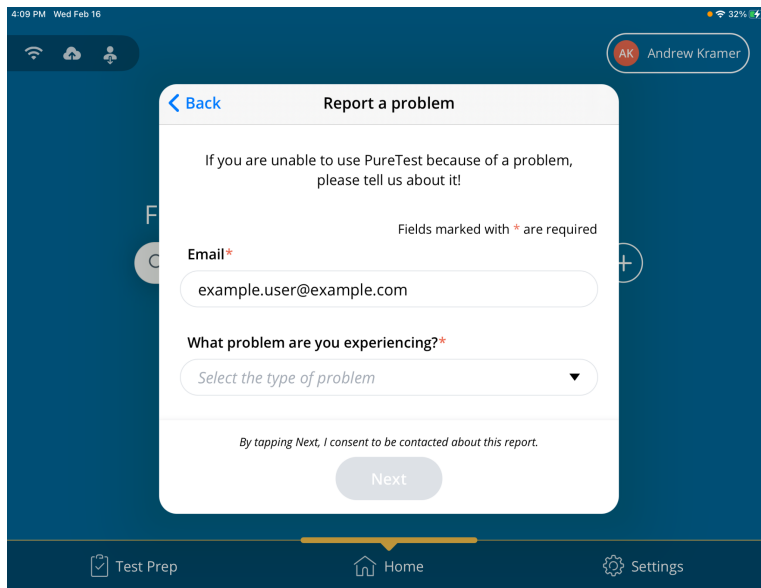 4:09 PM Wed Feb 16
32%
AK Andrew Kramer
Back
Report a problem
If you are unable to use PureTest because of a problem,
please tell us about it!
F
Fields marked with * are required
Email*
example.user@example.com
What problem are you experiencing?*
Select the type of problem
By tapping Next, I consent to be contacted about this report.
Next
Test Prep
Home
Settings